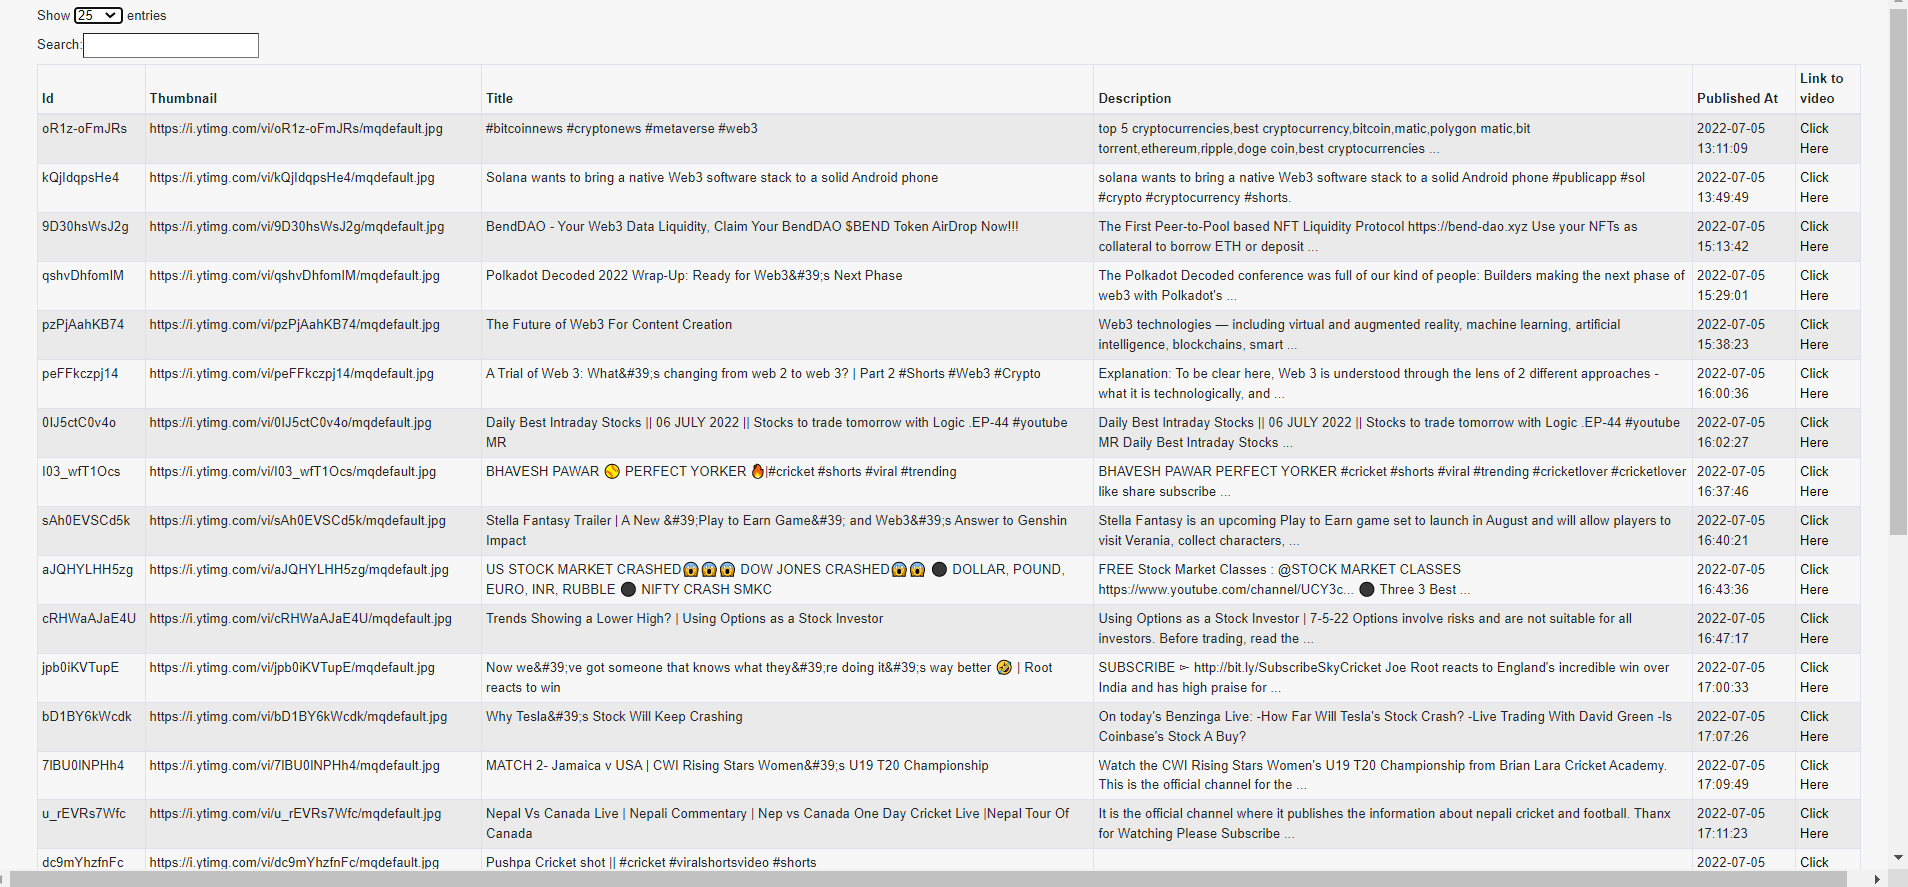 Show 25 entries
Search:
Id Thumbnail Title Description Published At Link to video
oR1z-oFmJRs https://i.ytimg.com/vi/oR1z-oFmJRs/mqdefault.jpg #bitcoinnews #cryptonews #metaverse #web3 top 5 cryptocurrencies,best cryptocurrency,bitcoin,matic,polygon matic,bit 2022-07-05 Click
torrent,ethereum,ripple,doge coin,best cryptocurrencies ... 13:11:09 Here
kQjIdqpsHe4 https://i.ytimg.com/vi/kQjIdqpsHe4/mqdefault.jpg Solana wants to bring a native Web3 software stack to a solid Android phone solana wants to bring a native Web3 software stack to a solid Android phone #publicapp #sol 2022-07-05 Click
#crypto #cryptocurrency #shorts. 13:49:49 Here
9D30hsWsJ2g https://i.ytimg.com/vi/9D30hsWsJ2g/mqdefault.jpg BendDAO - Your Web3 Data Liquidity, Claim Your BendDAO $BEND Token AirDrop Now!!! The First Peer-to-Pool based NFT Liquidity Protocol https://bend-dao.xyz Use your NFTs as 2022-07-05 Click
collateral to borrow ETH or deposit ... 15:13:42 Here
qshvDhfomIM https://i.ytimg.com/vi/qshvDhfomIM/mqdefault.jpg Polkadot Decoded 2022 Wrap-Up: Ready for Web3&#39;s Next Phase The Polkadot Decoded conference was full of our kind of people: Builders making the next phase of 2022-07-05 Click
web3 with Polkadot's ... 15:29:01 Here
pzPjAahKB74 https://i.ytimg.com/vi/pzPjAahKB74/mqdefault.jpg The Future of Web3 For Content Creation Web3 technologies — including virtual and augmented reality, machine learning, artificial 2022-07-05 Click
intelligence, blockchains, smart ... 15:38:23 Here
peFFkczpj14 https://i.ytimg.com/vi/peFFkczpj14/mqdefault.jpg A Trial of Web 3: What&#39;s changing from web 2 to web 3? | Part 2 #Shorts #Web3 #Crypto Explanation: To be clear here, Web 3 is understood through the lens of 2 different approaches - 2022-07-05 Click
what it is technologically, and ... 16:00:36 Here
0IJ5ctC0v4o https://i.ytimg.com/vi/0IJ5ctC0v4o/mqdefault.jpg Daily Best Intraday Stocks || 06 JULY 2022 || Stocks to trade tomorrow with Logic .EP-44 #youtube Daily Best Intraday Stocks || 06 JULY 2022 || Stocks to trade tomorrow with Logic .EP-44 #youtube 2022-07-05 Click
MR MR Daily Best Intraday Stocks ... 16:02:27 Here
I03_wfT1Ocs https://i.ytimg.com/vi/I03_wfT1Ocs/mqdefault.jpg BHAVESH PAWAR 🥎 PERFECT YORKER 🔥|#cricket #shorts #viral #trending BHAVESH PAWAR PERFECT YORKER #cricket #shorts #viral #trending #cricketlover #cricketlover 2022-07-05 Click
like share subscribe ... 16:37:46 Here
sAh0EVSCd5k https://i.ytimg.com/vi/sAh0EVSCd5k/mqdefault.jpg Stella Fantasy Trailer | A New &#39;Play to Earn Game&#39; and Web3&#39;s Answer to Genshin Stella Fantasy is an upcoming Play to Earn game set to launch in August and will allow players to 2022-07-05 Click
Impact visit Verania, collect characters, ... 16:40:21 Here
aJQHYLHH5zg https://i.ytimg.com/vi/aJQHYLHH5zg/mqdefault.jpg US STOCK MARKET CRASHED😱😱😱 DOW JONES CRASHED😱😱 ⚫ DOLLAR, POUND, FREE Stock Market Classes : @STOCK MARKET CLASSES 2022-07-05 Click
EURO, INR, RUBBLE ⚫ NIFTY CRASH SMKC https://www.youtube.com/channel/UCY3c... ⚫ Three 3 Best ... 16:43:36 Here
cRHWaAJaE4U https://i.ytimg.com/vi/cRHWaAJaE4U/mqdefault.jpg Trends Showing a Lower High? | Using Options as a Stock Investor Using Options as a Stock Investor | 7-5-22 Options involve risks and are not suitable for all 2022-07-05 Click
investors. Before trading, read the ... 16:47:17 Here
jpb0iKVTupE https://i.ytimg.com/vi/jpb0iKVTupE/mqdefault.jpg Now we&#39;ve got someone that knows what they&#39;re doing it&#39;s way better 🤣 | Root SUBSCRIBE ► http://bit.ly/SubscribeSkyCricket Joe Root reacts to England's incredible win over 2022-07-05 Click
reacts to win India and has high praise for ... 17:00:33 Here
bD1BY6kWcdk https://i.ytimg.com/vi/bD1BY6kWcdk/mqdefault.jpg Why Tesla&#39;s Stock Will Keep Crashing On today's Benzinga Live: -How Far Will Tesla's Stock Crash? -Live Trading With David Green -Is 2022-07-05 Click
Coinbase's Stock A Buy? 17:07:26 Here
7IBU0INPHh4 https://i.ytimg.com/vi/7IBU0INPHh4/mqdefault.jpg MATCH 2- Jamaica v USA | CWI Rising Stars Women&#39;s U19 T20 Championship Watch the CWI Rising Stars Women's U19 T20 Championship from Brian Lara Cricket Academy. 2022-07-05 Click
This is the official channel for the ... 17:09:49 Here
u_rEVRs7Wfc https://i.ytimg.com/vi/u_rEVRs7Wfc/mqdefault.jpg Nepal Vs Canada Live | Nepali Commentary | Nep vs Canada One Day Cricket Live |Nepal Tour Of It is the official channel where it publishes the information about nepali cricket and football. Thanx 2022-07-05 Click
Canada for Watching Please Subscribe ... 17:11:23 Here
dc9mYhzfnFc https://i.ytimg.com/vi/dc9mYhzfnFc/mqdefault.jpg Pushpa Cricket shot || #cricket #viralshortsvideo #shorts 2022-07-05 Click